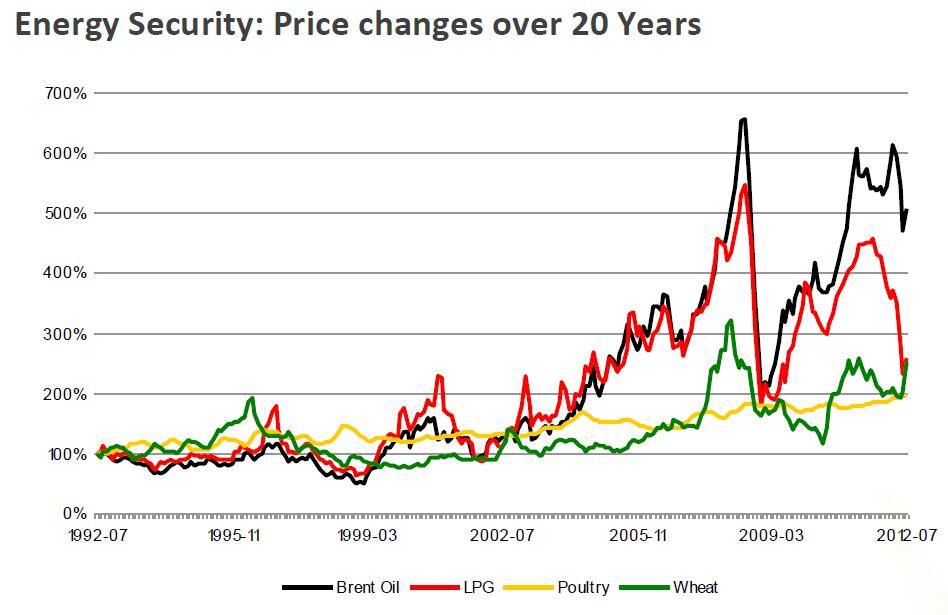 Energy Security: Price changes over 20 Years
700%
600%
500%
400%
300%
200%
100%
0%
1992-07 1995-11 1999-03 2002-07 2005-11 2009-03 2012-07
Brent Oil LPG Poultry Wheat